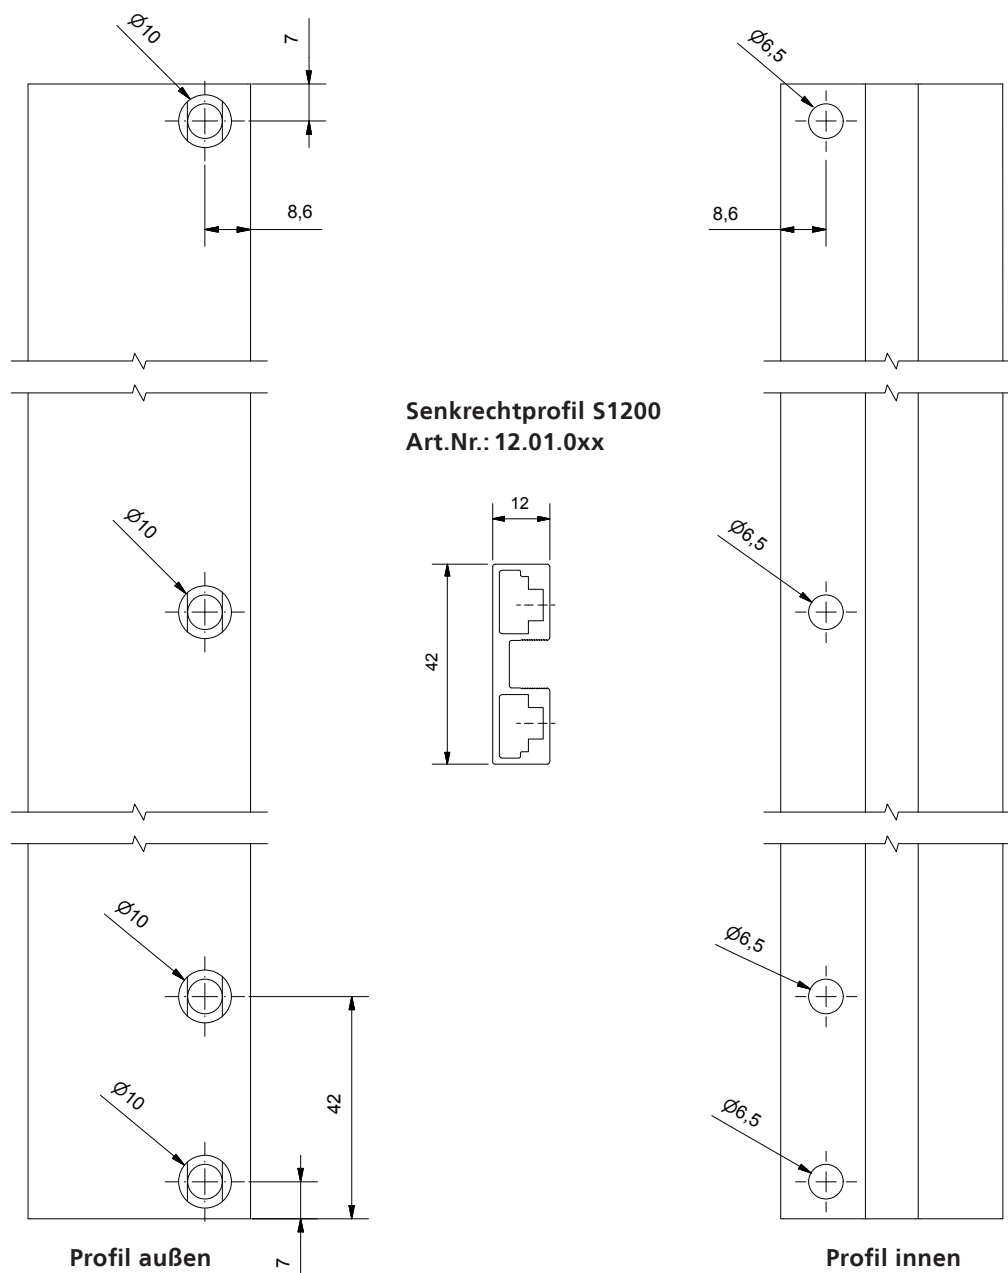 Ø10
7
Ø6,5
8,6
8,6
Senkrechtprofil S1200
Art.Nr.: 12.01.0xx
12
Ø10
Ø6,5
42
Ø10
Ø6,5
42
Ø10
Ø6,5
7
Profil außen
Profil innen